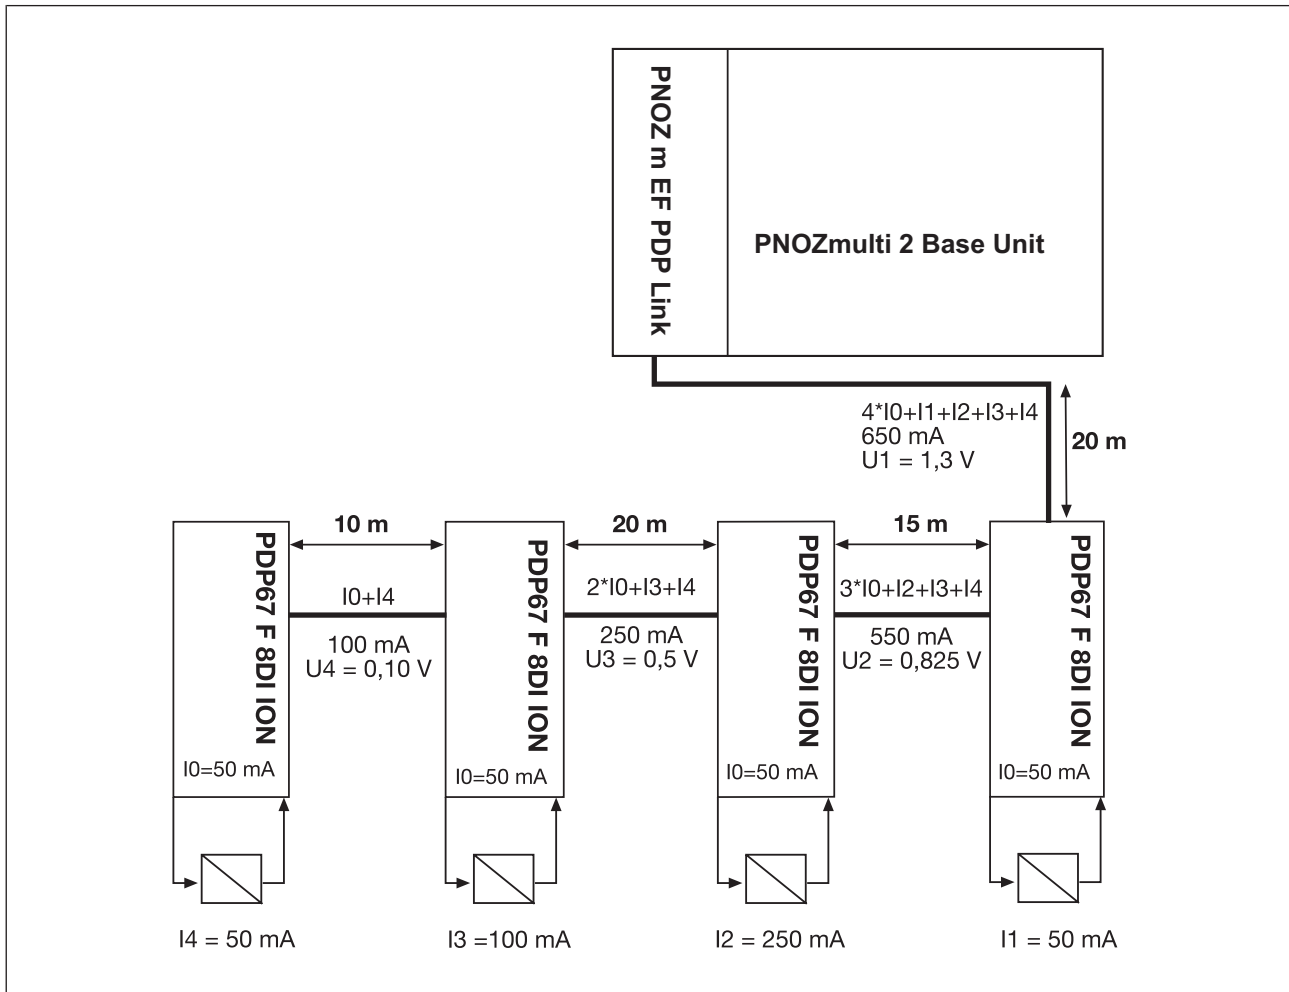 PNOZ m EF PDP Link
PNOZmulti 2 Base Unit
4*I0+I1+I2+I3+I4
650 mA
U1 = 1,3 V
20 m
10 m
20 m
15 m
PDP67 F 8DI ION
I0+I4
100 mA
U4 = 0,10 V
PDP67 F 8DI ION
2*I0+I3+I4
250 mA
U3 = 0,5 V
PDP67 F 8DI ION
3*I0+I2+I3+I4
550 mA
U2 = 0,825 V
PDP67 F 8DI ION
I0=50 mA
I0=50 mA
I0=50 mA
I0=50 mA
I4 = 50 mA
I3 =100 mA
I2 = 250 mA
I1 = 50 mA